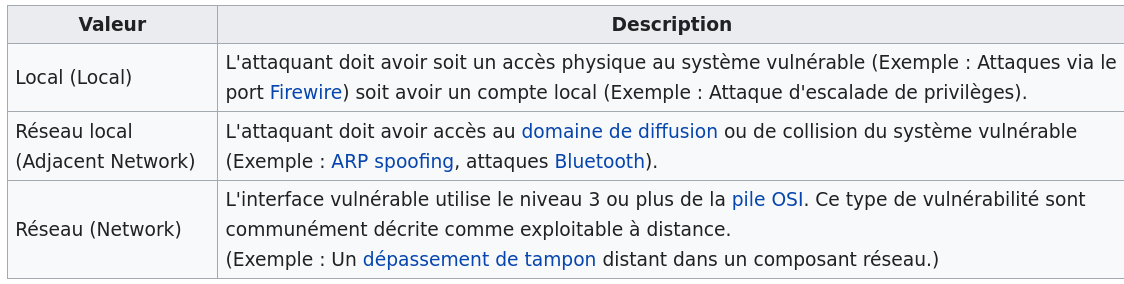 Valeur Description
Local (Local)
L'attaquant doit avoir soit un accès physique au système vulnérable (Exemple : Attaques via le
port Firewire) soit avoir un compte local (Exemple : Attaque d'escalade de privilèges).
Réseau local
(Adjacent Network)
L'attaquant doit avoir accès au domaine de diffusion ou de collision du système vulnérable
(Exemple : ARP spoofing, attaques Bluetooth).
Réseau (Network)
L'interface vulnérable utilise le niveau 3 ou plus de la pile OSI. Ce type de vulnérabilité sont
communément décrite comme exploitable à distance.
(Exemple : Un dépassement de tampon distant dans un composant réseau.)